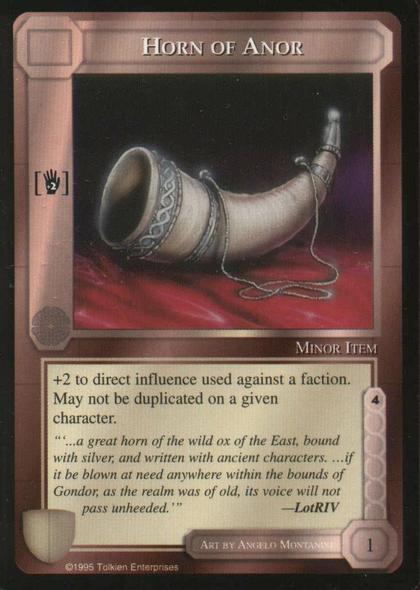 HORN OF ANOR
[2]
MINOR ITEM
+2 to direct influence used against a faction.
May not be duplicated on a given
character.
4
“‘...a great horn of the wild ox of the East, bound
with silver, and written with ancient characters. ...if
it be blown at need anywhere within the bounds of
Gondor, as the realm was of old, its voice will not
pass unheeded.’” —LotRIV
ART BY ANGELO MONTANINI
1
©1995 Tolkien Enterprises